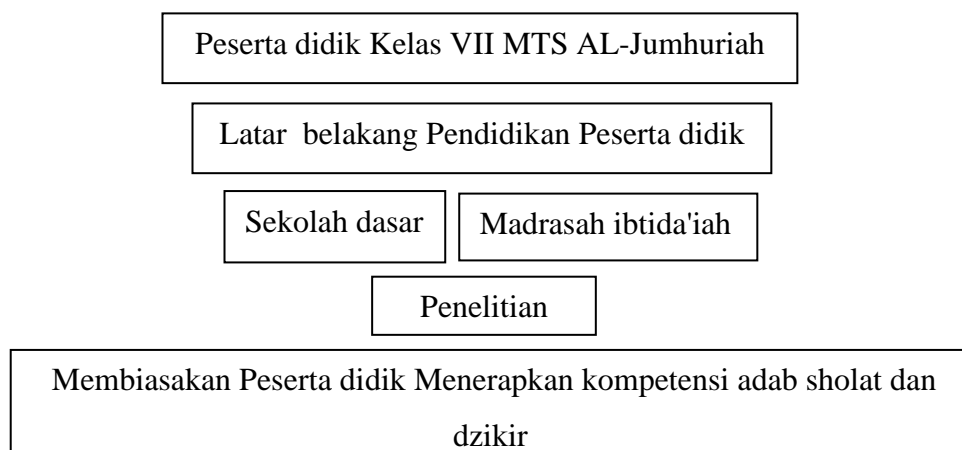 Peserta didik Kelas VII MTS AL-Jumhuriah
Latar belakang Pendidikan Peserta didik
Sekolah dasar
Madrasah ibtida'iah
Penelitian
Membiasakan Peserta didik Menerapkan kompetensi adab sholat dan
dzikir